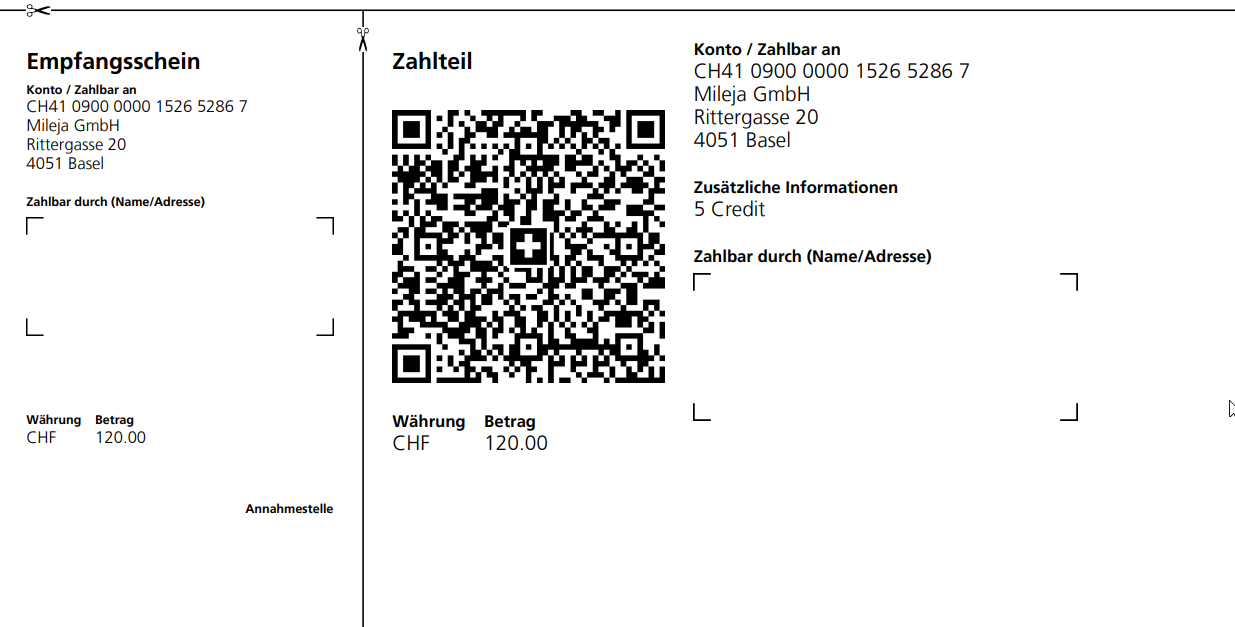 Empfangsschein
Konto / Zahlbar an
CH41 0900 0000 1526 5286 7
Mileja GmbH
Rittergasse 20
4051 Basel
Zahlbar durch (Name/Adresse)
Währung Betrag
CHF 120.00
Annahmestelle
Zahlteil
Währung Betrag
CHF 120.00
Konto / Zahlbar an
CH41 0900 0000 1526 5286 7
Mileja GmbH
Rittergasse 20
4051 Basel
Zusätzliche Informationen
5 Credit
Zahlbar durch (Name/Adresse)